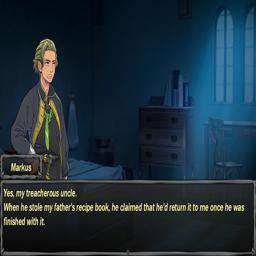 Markus
Yes, my treacherous uncle.
When he stole my father's recipe book, he claimed that he'd return it to me once he was
finished with it.